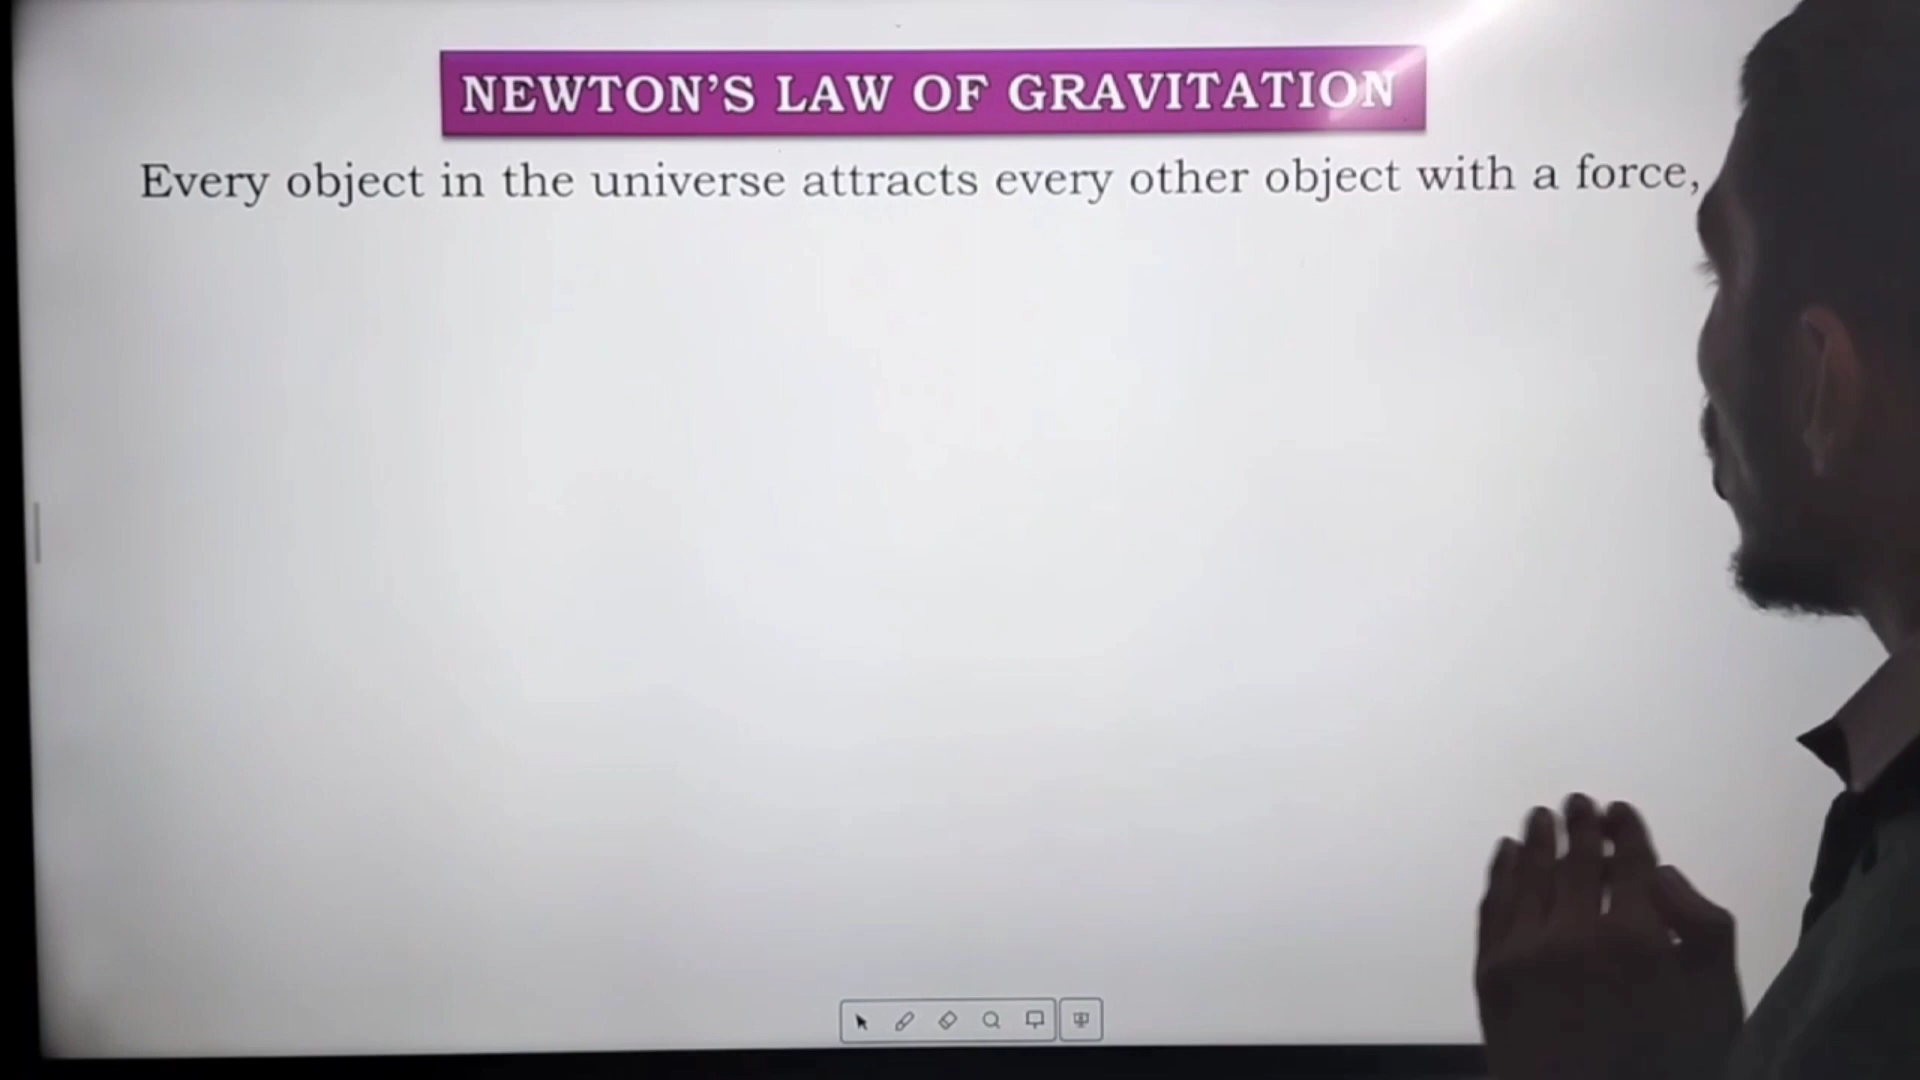 NEWTON’S LAW OF GRAVITATION
Every object in the universe attracts every other object with a force,